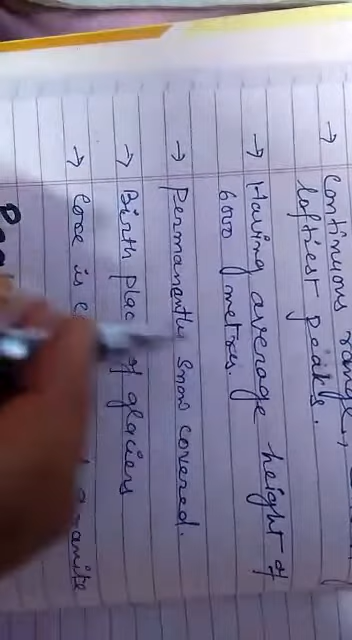 → Continuous range,
loftiest peaks.
→ Having average height of
6000 metres.
→ Permanently snow covered.
→ Birth place of glaciers
→ Core is